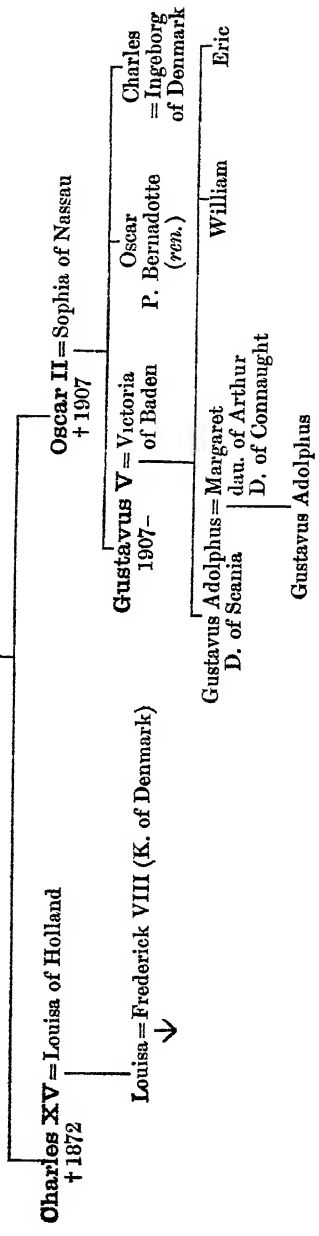 Charles XV=Louisa of Holland
†1872
Louisa=Frederick VIII (K. of Denmark)
Oscar II=Sophia of Nassau
†1907
Gustavus V=Victoria
1907– of Baden
Oscar
P. Bernadotte
(ren.)
Charles
=Ingeborg
of Denmark
Gustavus Adolphus=Margaret
D. of Scania dau. of Arthur
D. of Connaught
William
Eric
Gustavus Adolphus